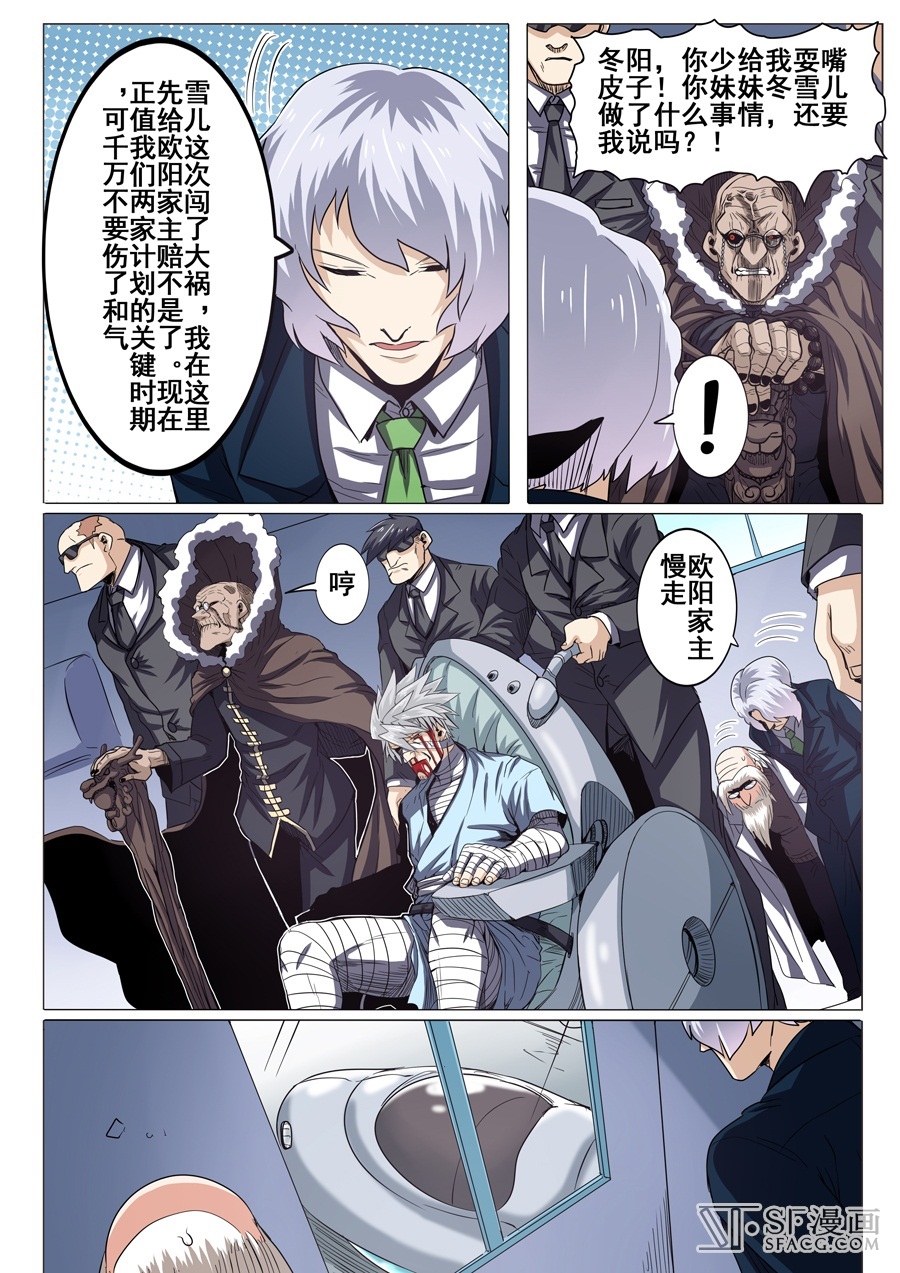 冬阳，你少给我耍嘴
皮子！你妹妹冬雪儿
做了什么事情，还要
我说吗？！
！
雪儿这次闯了大祸，我在这里
先给欧阳家主赔不是了。现在
正值我们两家计划的关键时期
，可千万不要伤了和气
欧阳家主
慢走
哼
SF漫画
SFACG.COM